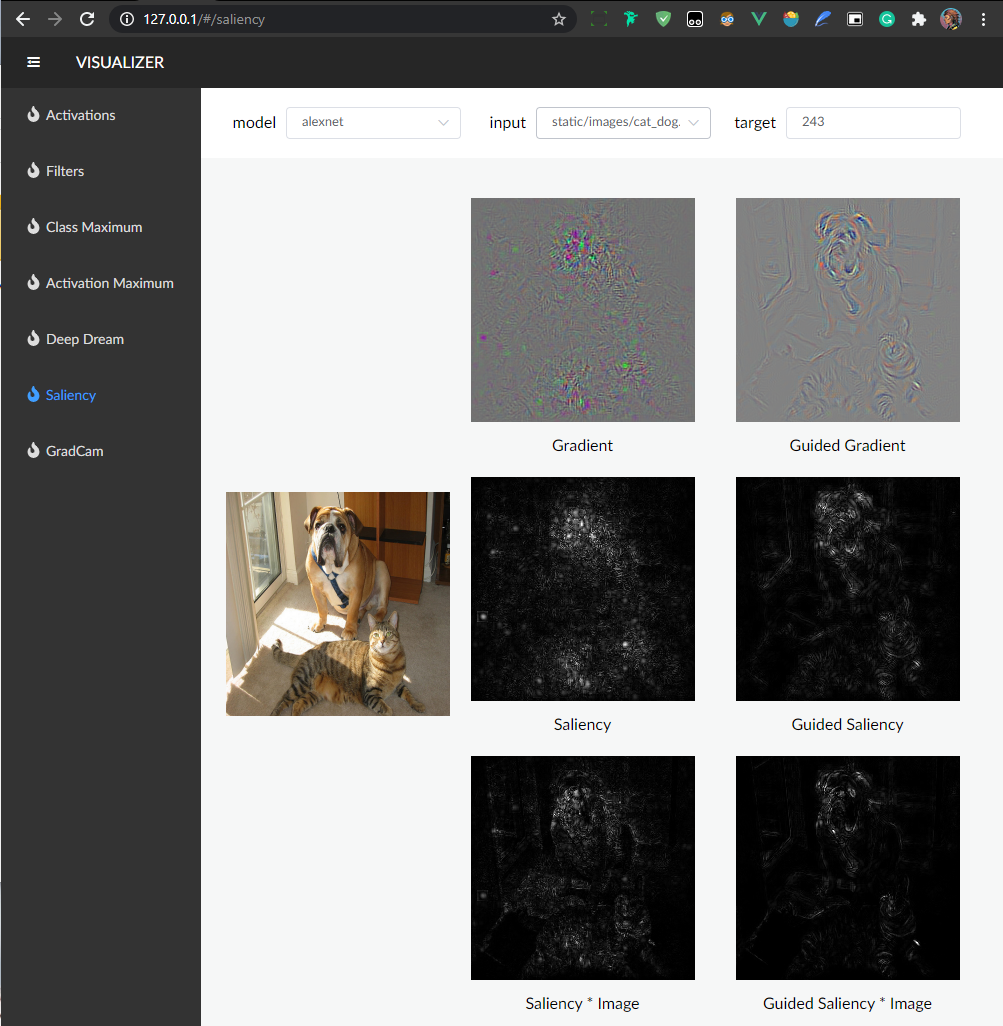 127.0.0.1/#/saliency
VISUALIZER
Activations
Filters
Class Maximum
Activation Maximum
Deep Dream
Saliency
GradCam
model alexnet input static/images/cat_dog. target 243
Gradient Guided Gradient
Saliency Guided Saliency
Saliency * Image Guided Saliency * Image